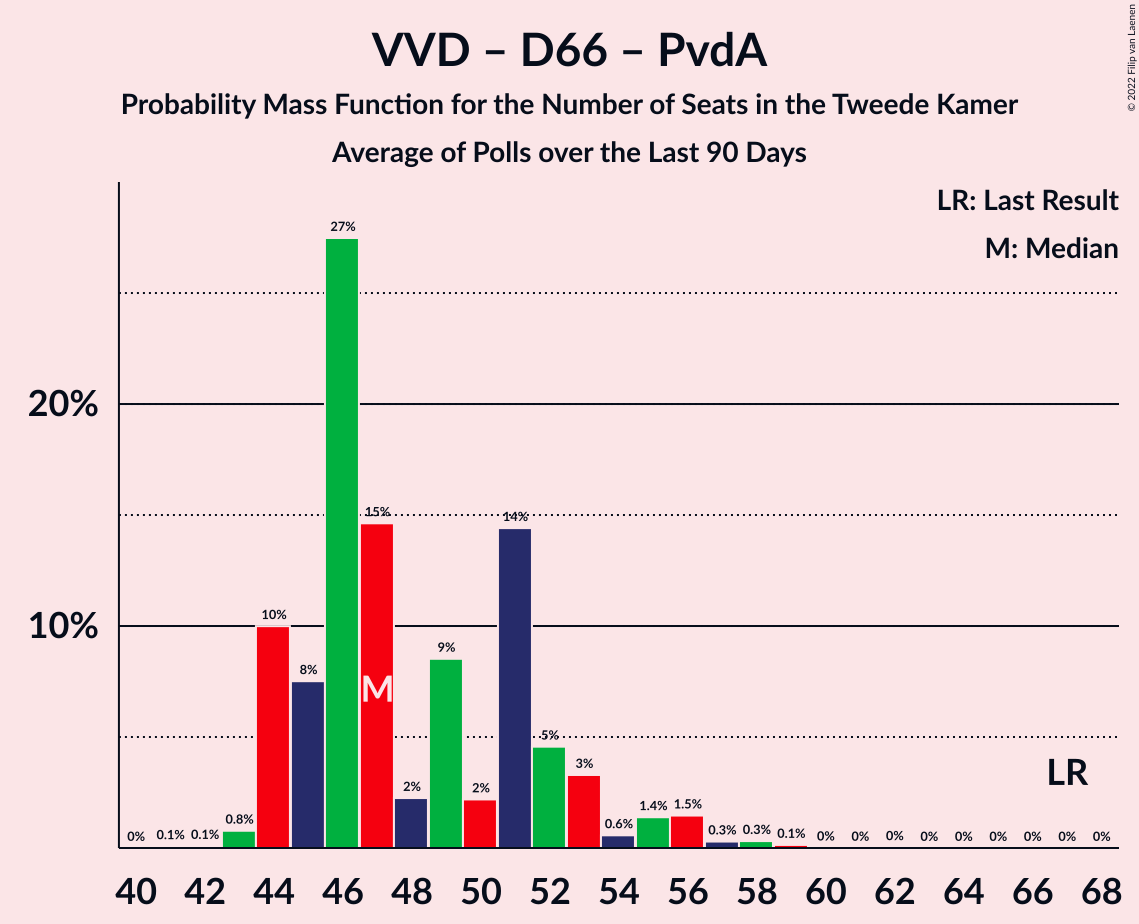 VVD – D66 – PvdA
Probability Mass Function for the Number of Seats in the Tweede Kamer
Average of Polls over the Last 90 Days
© 2022 Filip van Laenen
LR: Last Result
M: Median
27%
20%
15%
14%
10%
10%
9%
8%
M
5%
3%
LR
2%
2%
0% 0.1% 0.1% 0.8% 0.6% 1.4% 1.5% 0.3% 0.3% 0.1% 0% 0% 0% 0% 0% 0% 0% 0% 0%
40 42 44 46 48 50 52 54 56 58 60 62 64 66 68